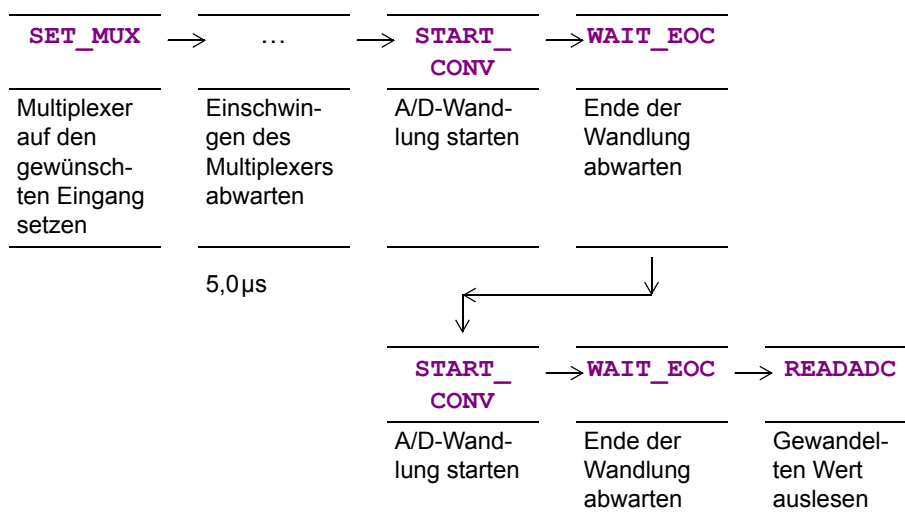 SET_MUX
…
START_
CONV
WAIT_EOC
Multiplexer
auf den
gewünsch-
ten Eingang
setzen
Einschwin-
gen des
Multiplexers
abwarten
A/D-Wand-
lung starten
Ende der
Wandlung
abwarten
5,0µs
START_
CONV
WAIT_EOC
READADC
A/D-Wand-
lung starten
Ende der
Wandlung
abwarten
Gewandel-
ten Wert
auslesen